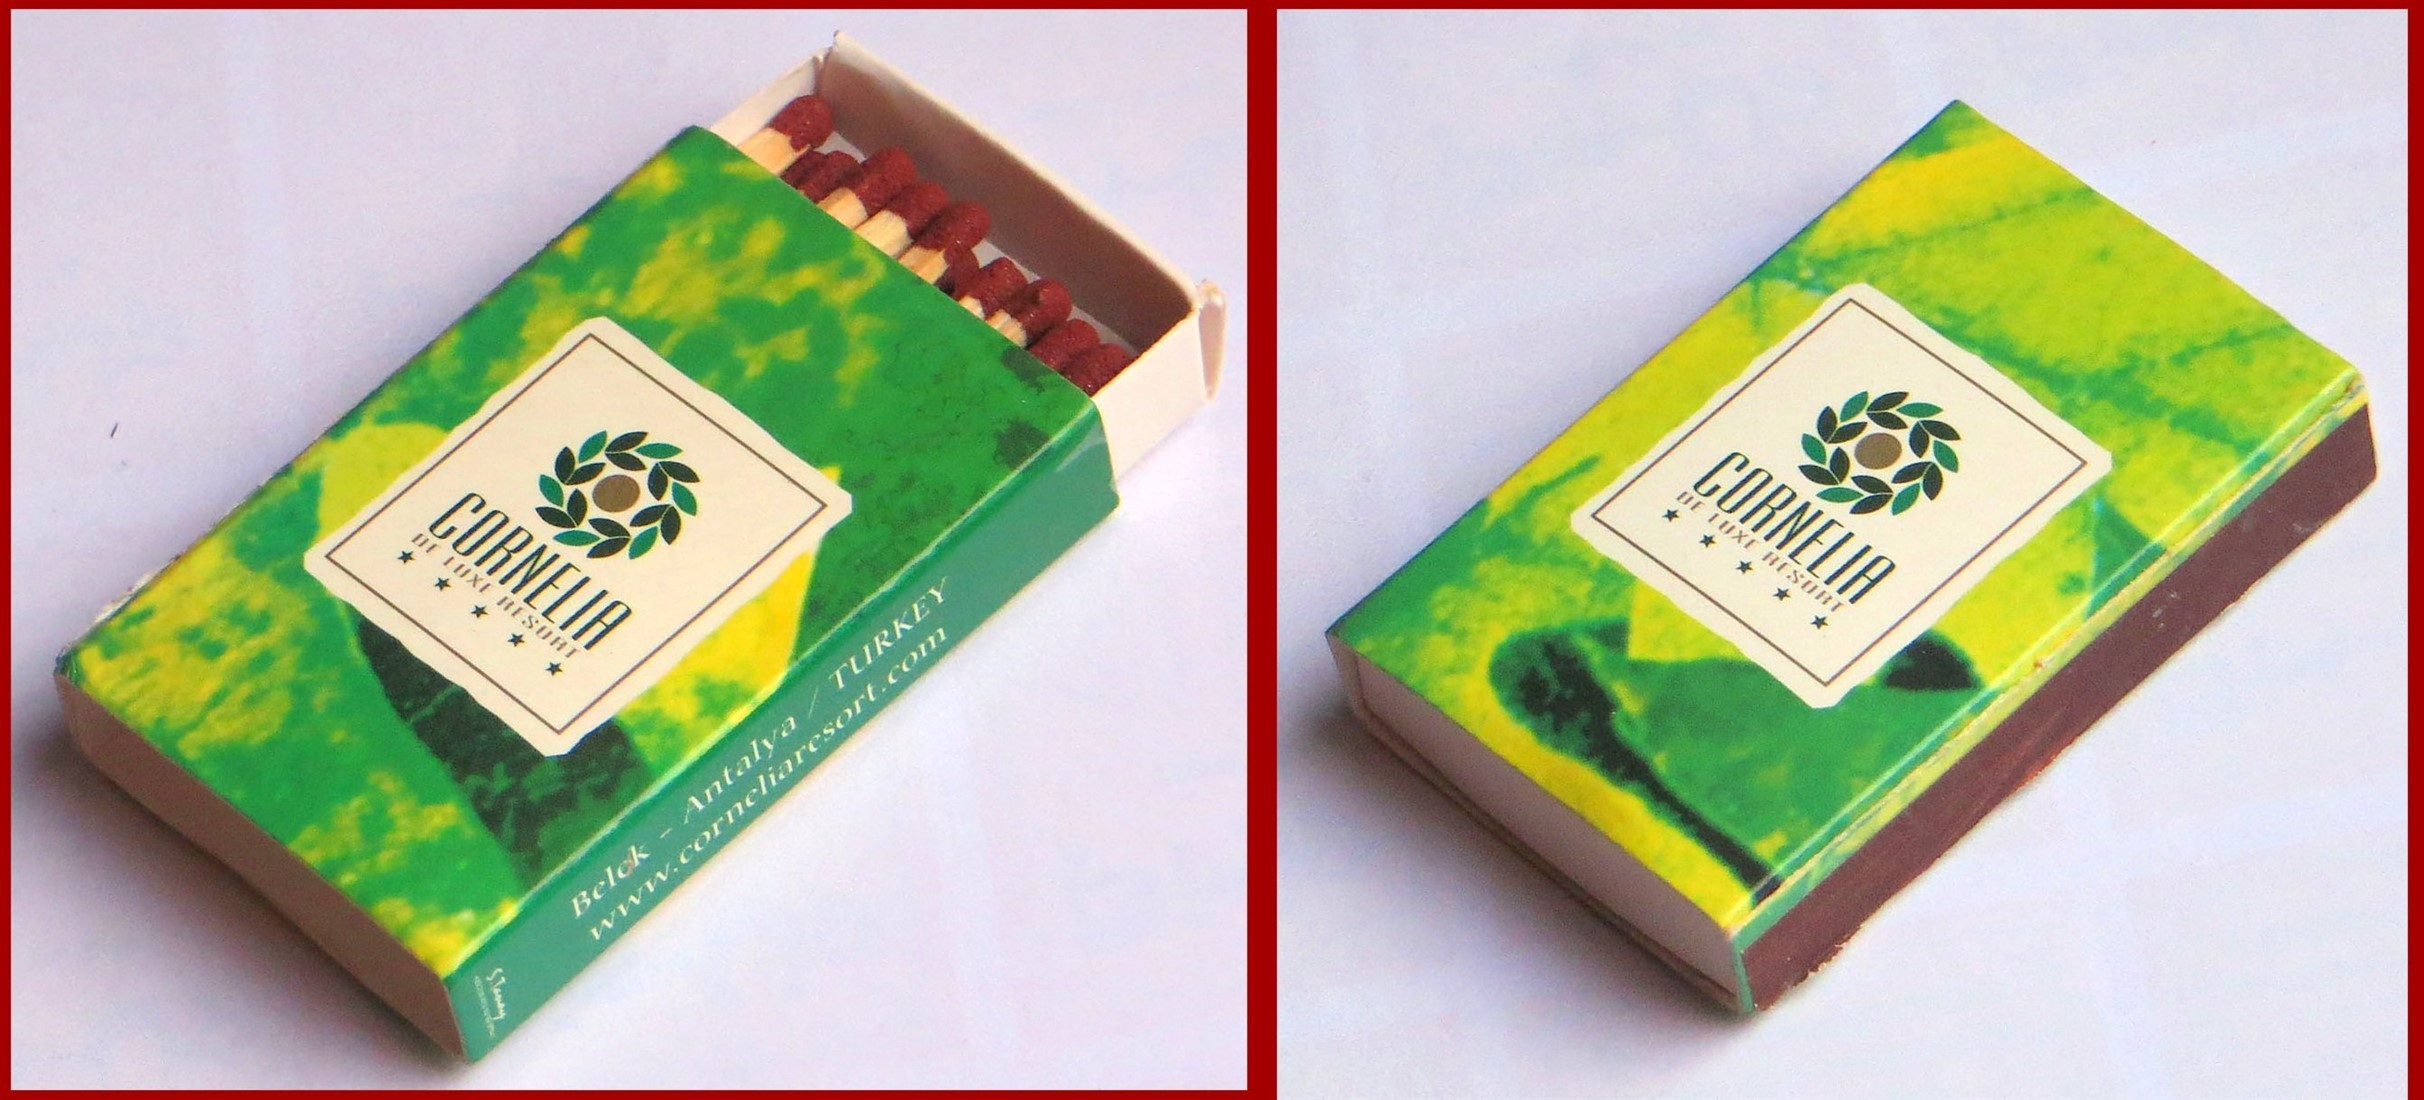 CORNELIA
DE LUXE RESORT
Belek - Antalya / TURKEY
www.corneliaresort.com
CORNELIA
DE LUXE RESORT